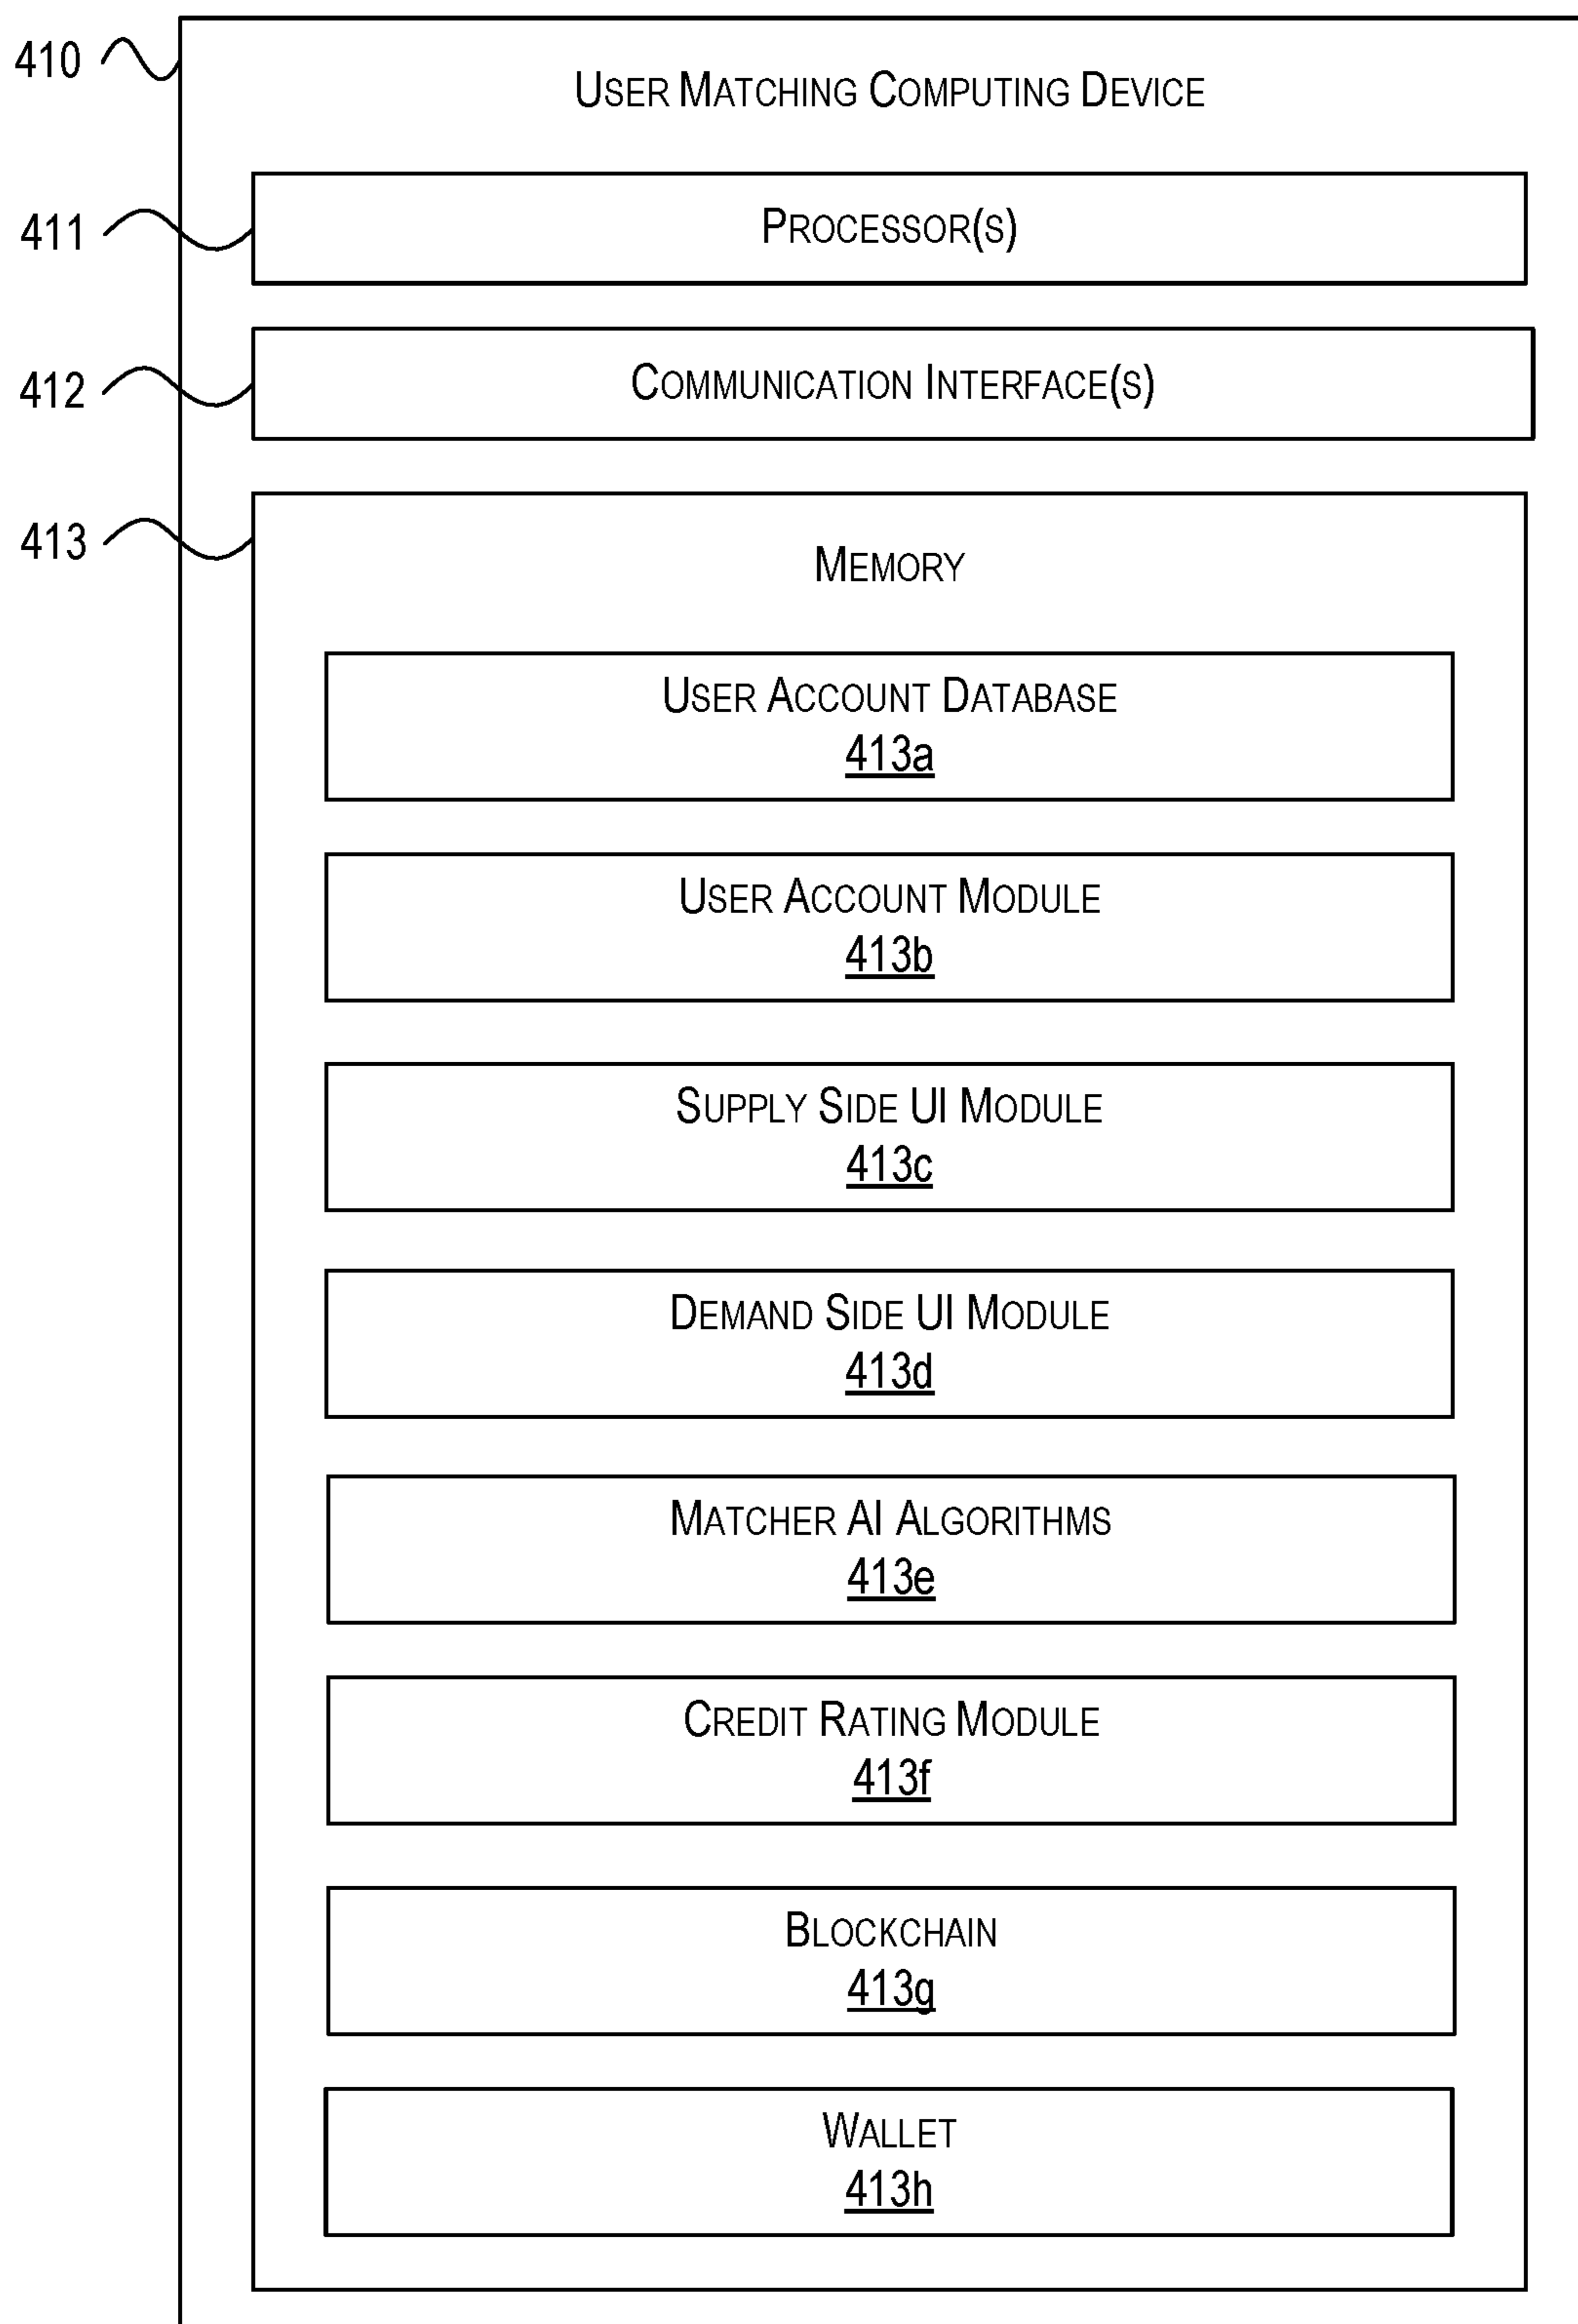 410
USER MATCHING COMPUTING DEVICE
411
PROCESSOR(S)
412
COMMUNICATION INTERFACE(S)
413
MEMORY
USER ACCOUNT DATABASE
413a
USER ACCOUNT MODULE
413b
SUPPLY SIDE UI MODULE
413c
DEMAND SIDE UI MODULE
413d
MATCHER AI ALGORITHMS
413e
CREDIT RATING MODULE
413f
BLOCKCHAIN
413g
WALLET
413h